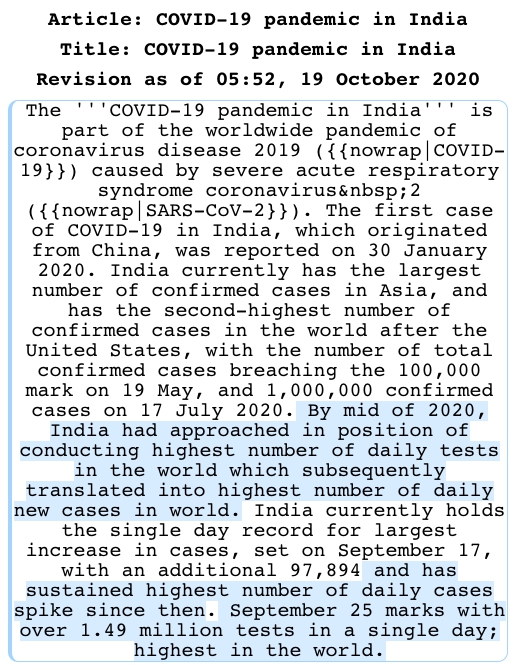 Article: COVID-19 pandemic in India
Title: COVID-19 pandemic in India
Revision as of 05:52, 19 October 2020
The '''COVID-19 pandemic in India''' is
part of the worldwide pandemic of
coronavirus disease 2019 ({{nowrap|COVID-
19}}) caused by severe acute respiratory
syndrome coronavirus&nbsp;2
({{nowrap|SARS-CoV-2}}). The first case
of COVID-19 in India, which originated
from China, was reported on 30 January
2020. India currently has the largest
number of confirmed cases in Asia, and
has the second-highest number of
confirmed cases in the world after the
United States, with the number of total
confirmed cases breaching the 100,000
mark on 19 May, and 1,000,000 confirmed
cases on 17 July 2020. By mid of 2020,
India had approached in position of
conducting highest number of daily tests
in the world which subsequently
translated into highest number of daily
new cases in world. India currently holds
the single day record for largest
increase in cases, set on September 17,
with an additional 97,894 and has
sustained highest number of daily cases
spike since then. September 25 marks with
over 1.49 million tests in a single day;
highest in the world.